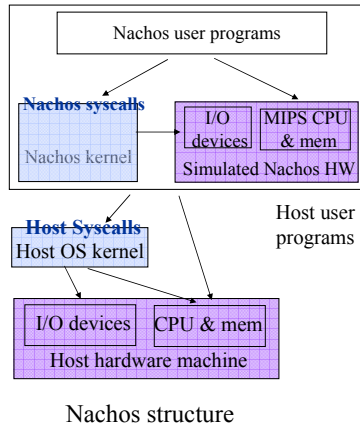 Nachos user programs
Nachos syscalls
Nachos kernel
I/O
devices
MIPS CPU
& mem
Simulated Nachos HW
Host user
programs
Host Syscalls
Host OS kernel
I/O devices
CPU & mem
Host hardware machine
Nachos structure